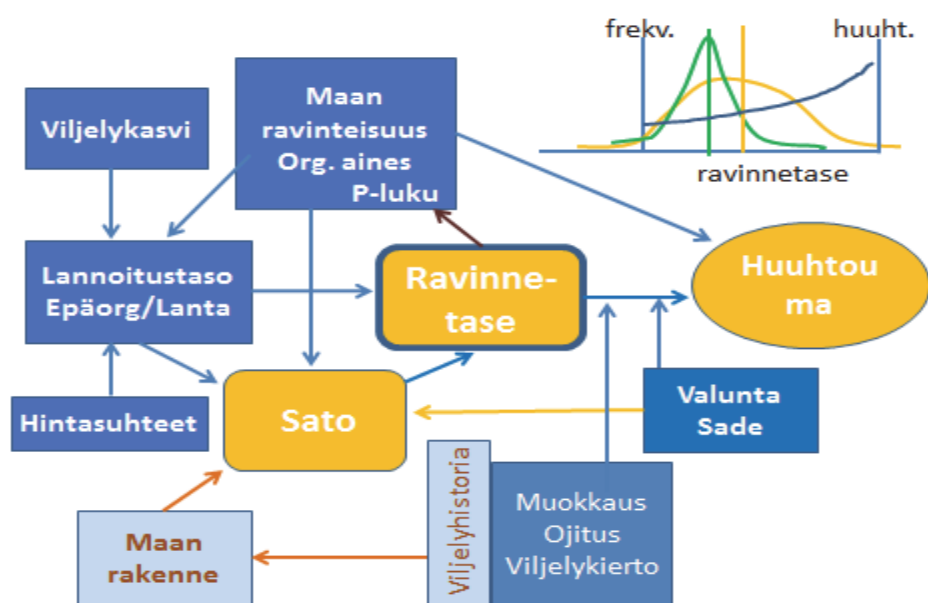 frekv.
huuht.
ravinnetase
Viljelykasvi
Maan
ravinteisuus
Org. aines
P-luku
Lannoitustaso
Epäorg/Lanta
Ravinne-
tase
Huuhtou
ma
Hintasuhteet
Sato
Valunta
Sade
Maan
rakenne
Viljelyhistoria
Muokkaus
Ojitus
Viljelykierto